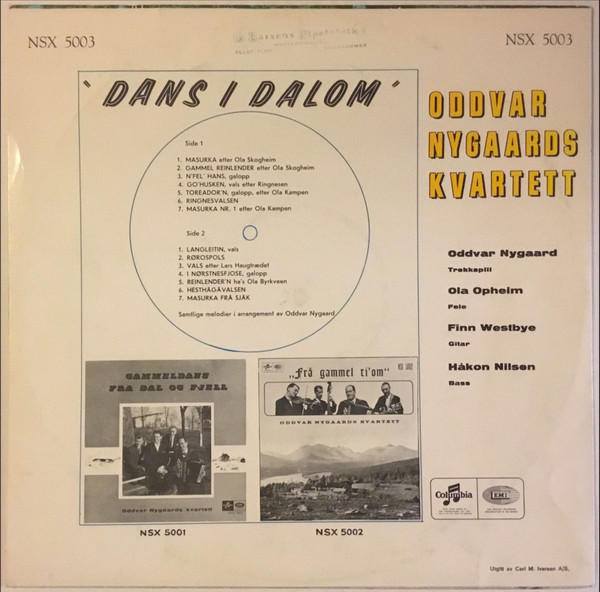 NSX 5003
NSX 5003
' DANS I DALOM '
ODDVAR
NYGAARDS
KVARTETT
Side 1
1. MASURKA etter Ola Skogheim
2. GAMMEL REINLENDER etter Ola Skogheim
3. N'FEL' HANS, galopp
4. GO'HUSKEN, vals etter Ringnesen
5. TOREADOR'N, galopp, etter Ola Kampen
6. RINGNESVALSEN
7. MASURKA NR. 1 etter Ola Kampen
Side 2
1. LANGLEITIN, vals
2. RØROSPOLS
3. VALS etter Lars Haugtrædet
4. I NØRSTNESFJOSE, galopp
5. REINLENDER'N ha's Ola Byrkveen
6. HESTHÅGÅVALSEN
7. MASURKA FRÅ SJÅK
Samtlige melodier i arrangement av Oddvar Nygaard
Oddvar Nygaard
Trekkspill
Ola Opheim
Fele
Finn Westbye
Gitar
Håkon Nilsen
Bass
GAMMELDANS
FRA DAL OG FJELL
Oddvar Nygaards kvartett
NSX 5001
„Frå gammel ti'om"
ODDVAR NYGAARDS KVARTETT
NSX 5002
Columbia
EMI
Utgitt av Carl M. Iversen A/S.